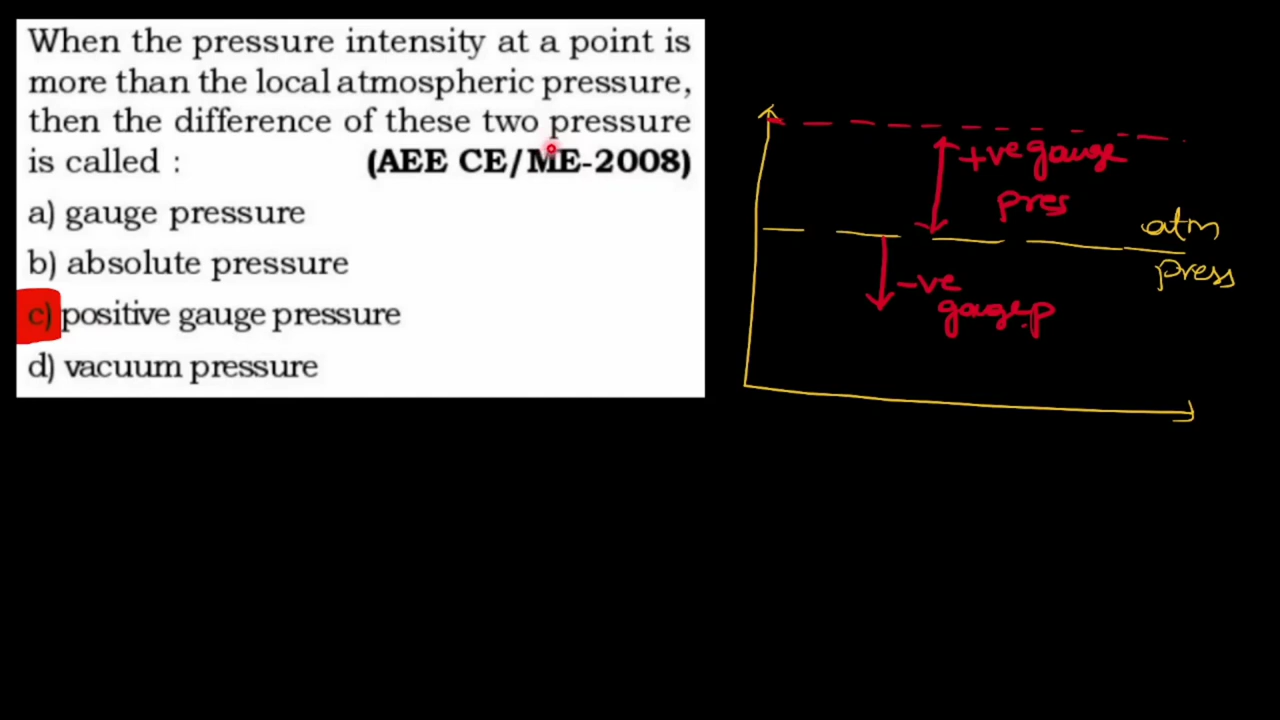 When the pressure intensity at a point is
more than the local atmospheric pressure,
then the difference of these two pressure
is called : (AEE CE/ME-2008)
a) gauge pressure
b) absolute pressure
c) positive gauge pressure
d) vacuum pressure
+ve gauge
pres
atm
press
-ve
gauge.p